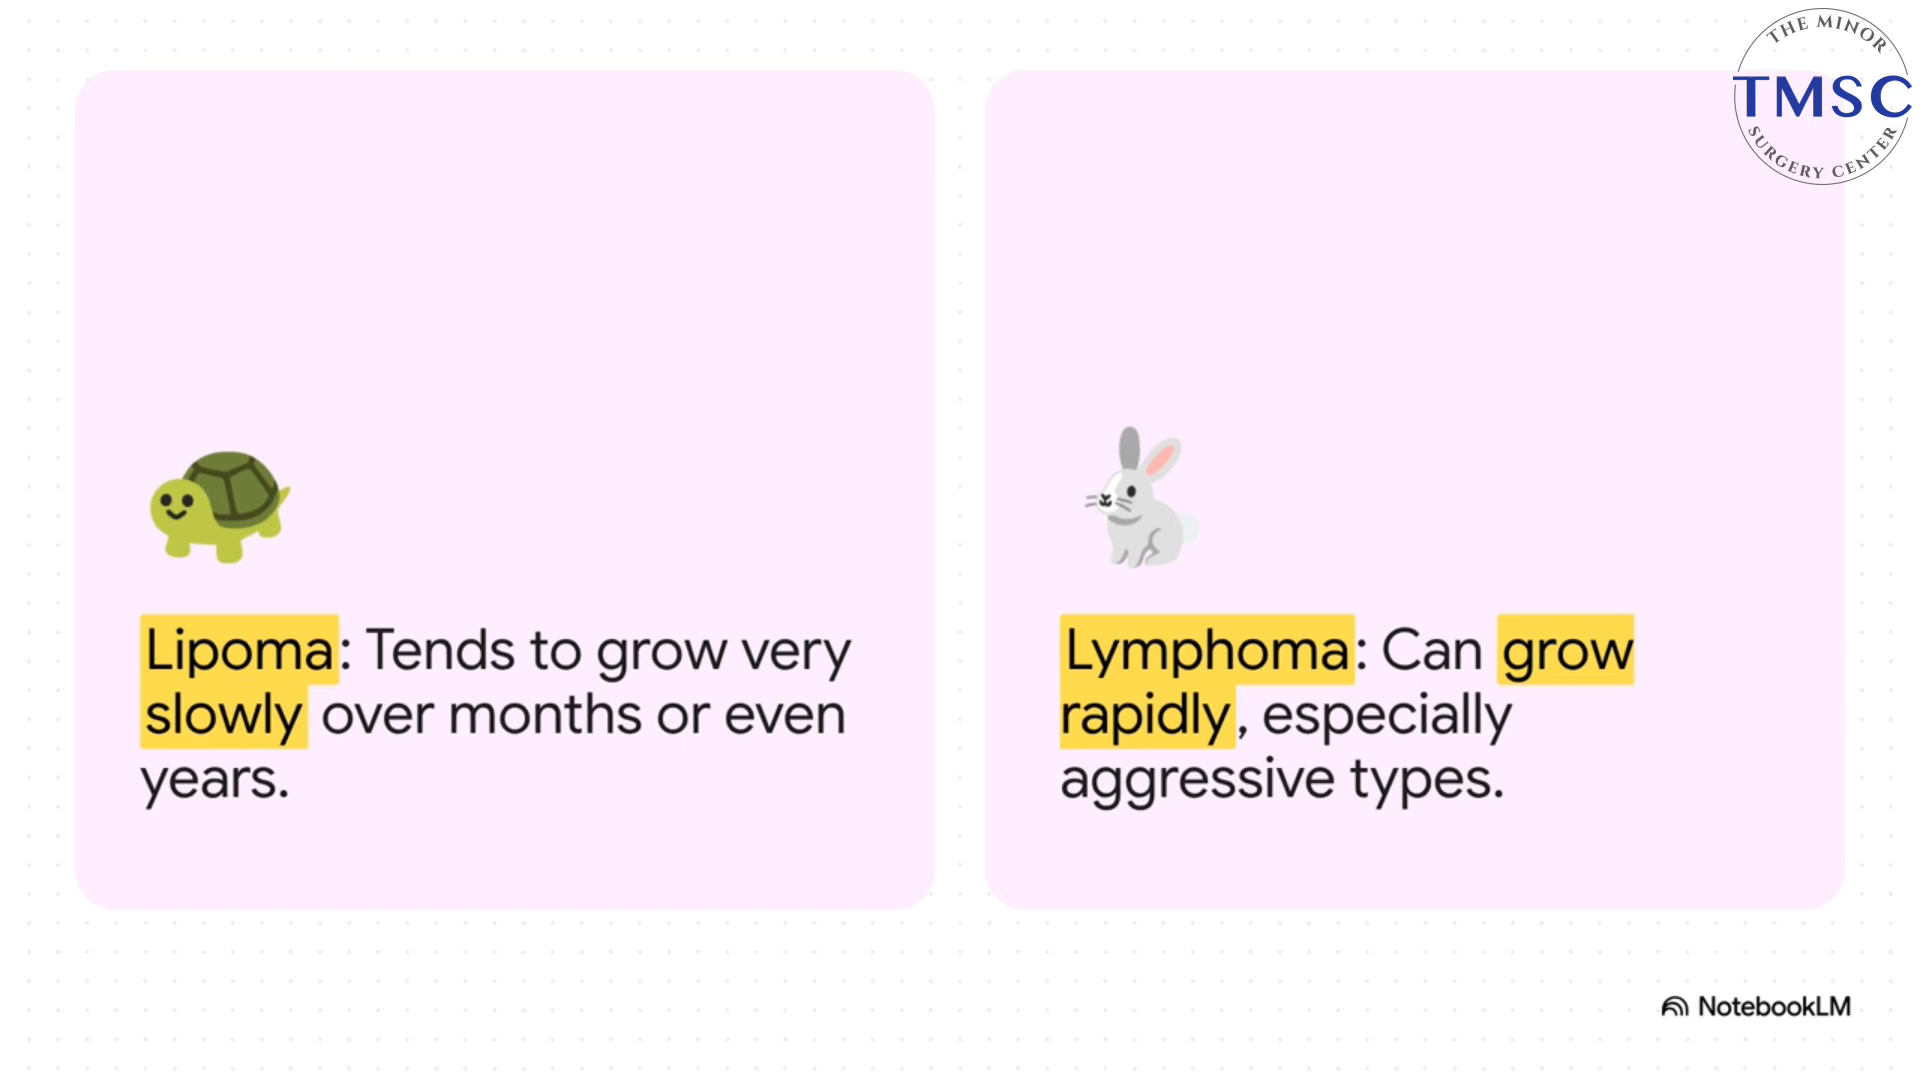 THE MINOR
TMSC
SURGERY CENTER
Lipoma: Tends to grow very
slowly over months or even
years.
Lymphoma: Can grow
rapidly, especially
aggressive types.
NotebookLM